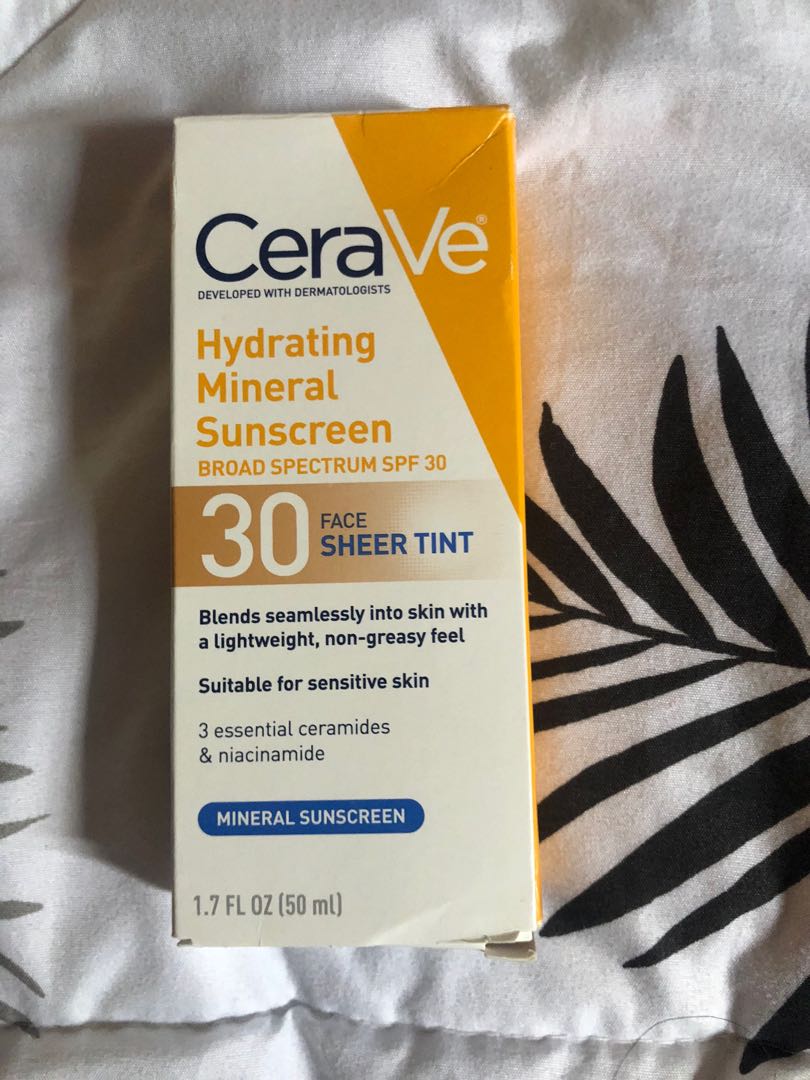 CeraVe®
DEVELOPED WITH DERMATOLOGISTS
Hydrating
Mineral
Sunscreen
BROAD SPECTRUM SPF 30
30 FACE
SHEER TINT
Blends seamlessly into skin with
a lightweight, non-greasy feel
Suitable for sensitive skin
3 essential ceramides
& niacinamide
MINERAL SUNSCREEN
1.7 FL OZ (50 ml)